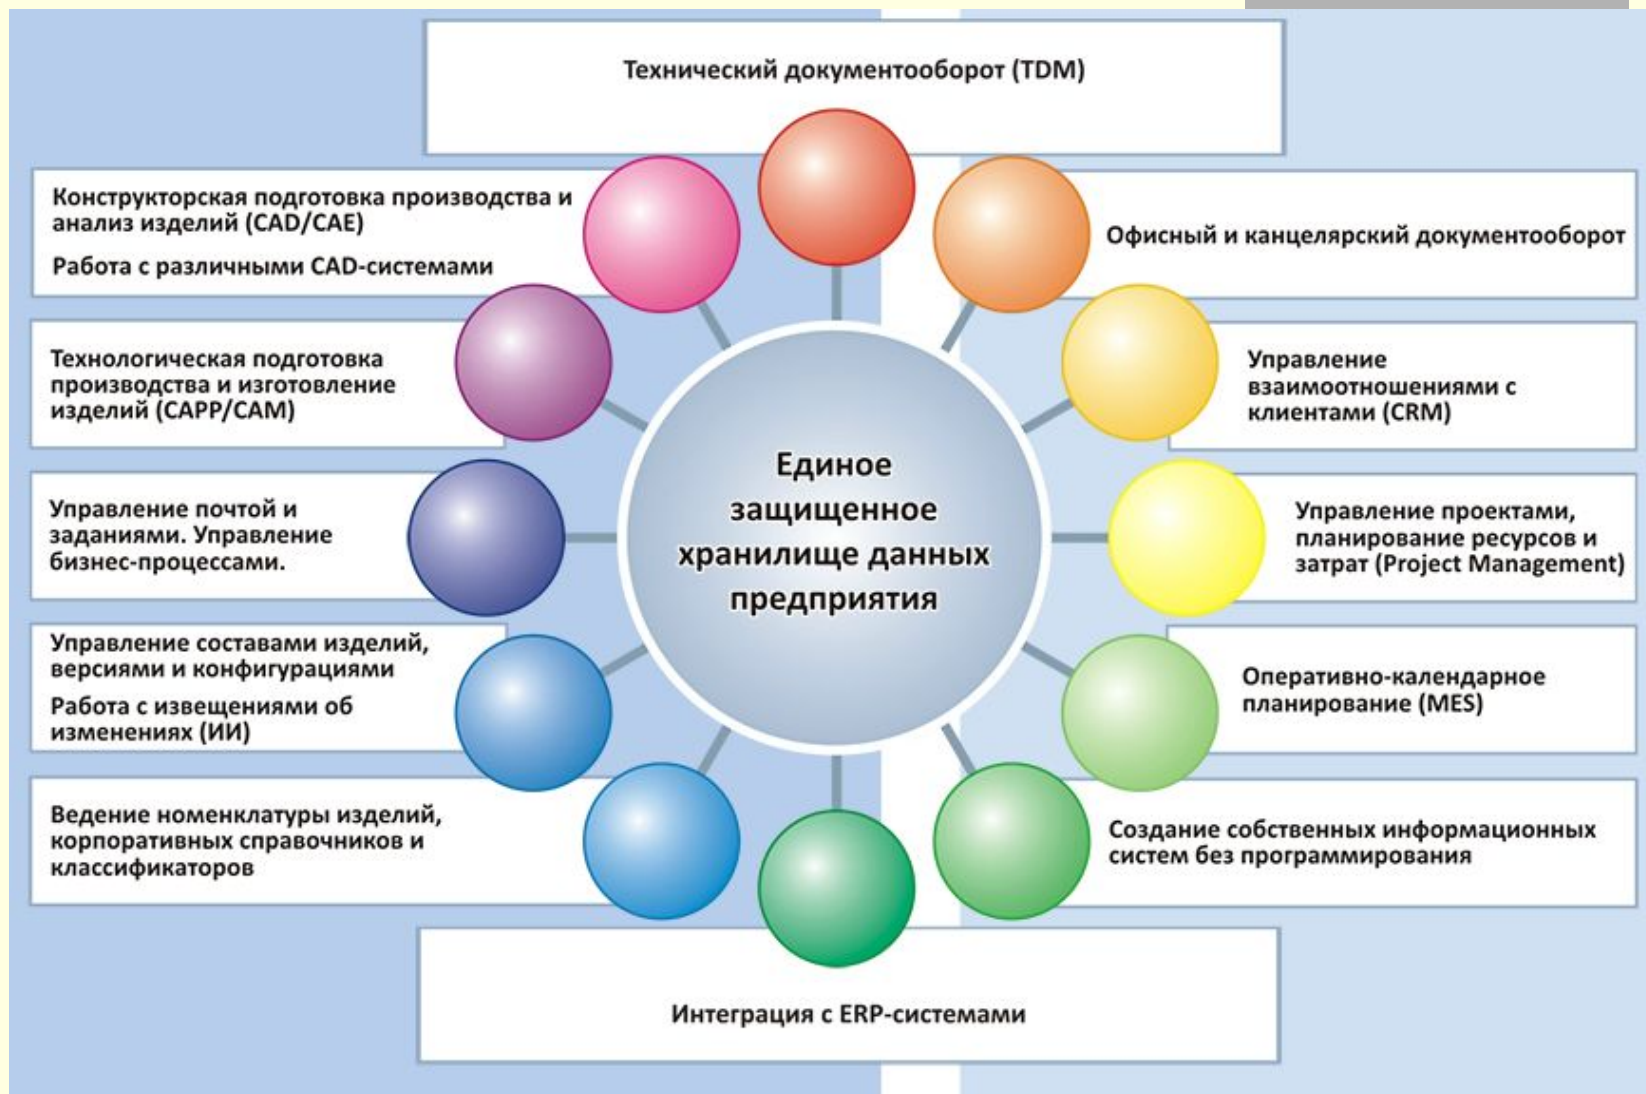 Технический документооборот (TDM)
Конструкторская подготовка производства и
анализ изделий (CAD/CAE)
Работа с различными CAD-системами
Офисный и канцелярский документооборот
Технологическая подготовка
производства и изготовление
изделий (CAPP/CAM)
Управление
взаимоотношениями с
клиентами (CRM)
Единое
защищенное
хранилище данных
предприятия
Управление почтой и
заданиями. Управление
бизнес-процессами.
Управление проектами,
планирование ресурсов и
затрат (Project Management)
Управление составами изделий,
версиями и конфигурациями
Работа с извещениями об
изменениях (ИИ)
Оперативно-календарное
планирование (MES)
Ведение номенклатуры изделий,
корпоративных справочников и
классификаторов
Создание собственных информационных
систем без программирования
Интеграция с ERP-системами